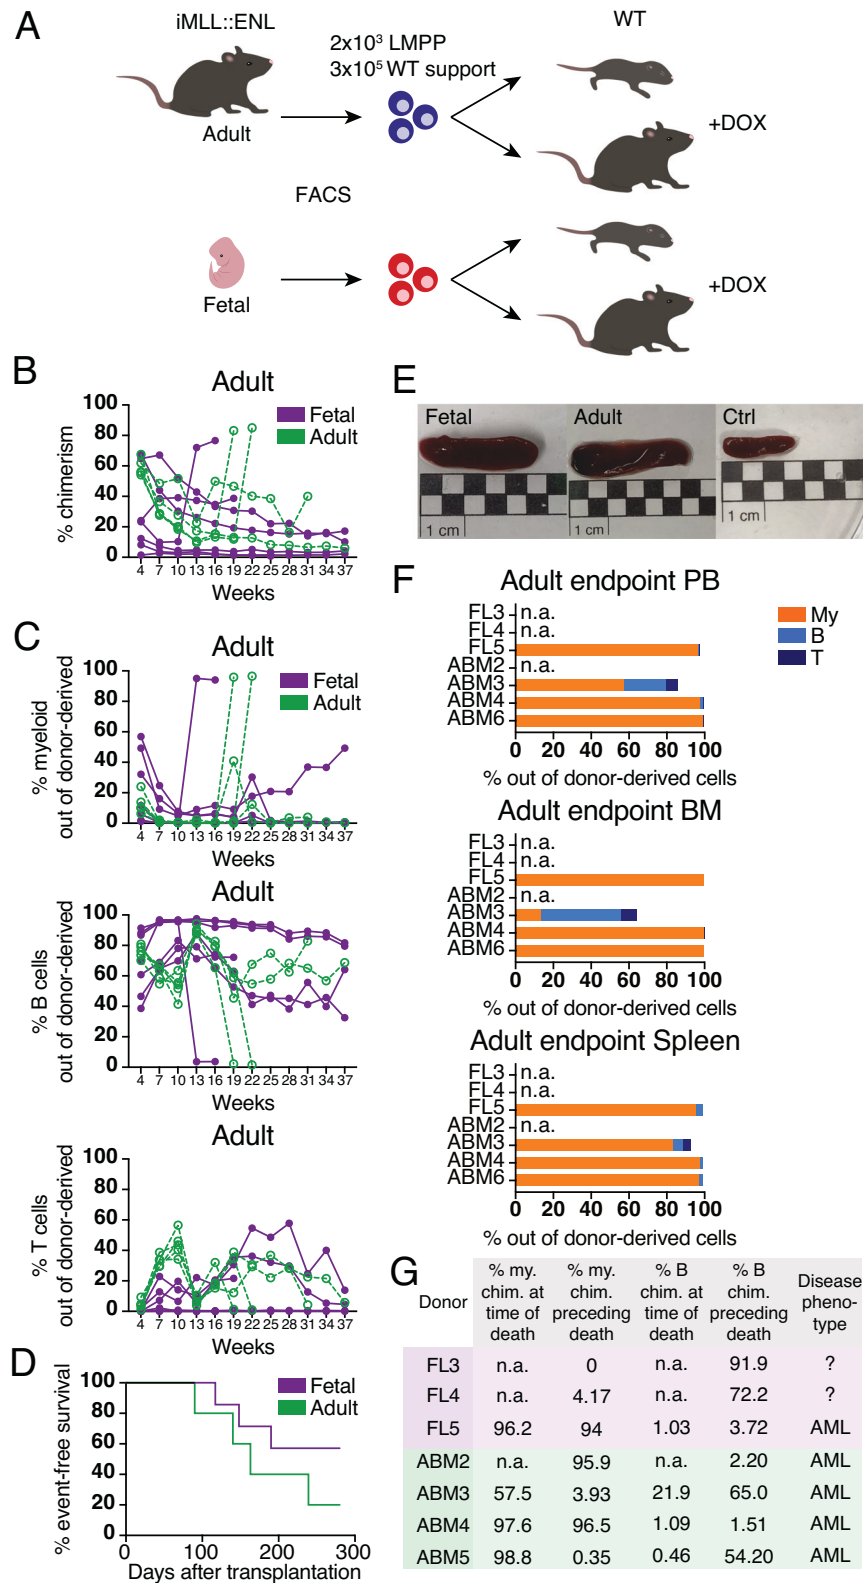 A
iMLL::ENL
WT
2x10³ LMPP
3x10⁵ WT support
Adult
+DOX
FACS
Fetal
+DOX
B
Adult
Fetal
Adult
% chimerism
100
80
60
40
20
0
4 7 10 13 16 19 22 25 28 31 34 37
Weeks
C
Adult
Fetal
Adult
% myeloid
out of donor-derived
100
80
60
40
20
0
4 7 10 13 16 19 22 25 28 31 34 37
Weeks
Adult
% B cells
out of donor-derived
100
80
60
40
20
0
4 7 10 13 16 19 22 25 28 31 34 37
Weeks
Adult
% T cells
out of donor-derived
100
80
60
40
20
0
4 7 10 13 16 19 22 25 28 31 34 37
Weeks
D
Fetal
Adult
% event-free survival
100
80
60
40
20
0
0 100 200 300
Days after transplantation
E
Fetal Adult Ctrl
1 cm 1 cm 1 cm
F
Adult endpoint PB
My
B
T
FL3 n.a.
FL4 n.a.
FL5
ABM2 n.a.
ABM3
ABM4
ABM6
0 20 40 60 80 100
% out of donor-derived cells
Adult endpoint BM
FL3 n.a.
FL4 n.a.
FL5
ABM2 n.a.
ABM3
ABM4
ABM6
0 20 40 60 80 100
% out of donor-derived cells
Adult endpoint Spleen
FL3 n.a.
FL4 n.a.
FL5
ABM2 n.a.
ABM3
ABM4
ABM6
0 20 40 60 80 100
% out of donor-derived cells
G
Donor
% my.
chim. at
time of
death
% my.
chim.
preceding
death
% B
chim. at
time of
death
% B
chim.
preceding
death
Disease
pheno-
type
FL3 n.a. 0 n.a. 91.9 ?
FL4 n.a. 4.17 n.a. 72.2 ?
FL5 96.2 94 1.03 3.72 AML
ABM2 n.a. 95.9 n.a. 2.20 AML
ABM3 57.5 3.93 21.9 65.0 AML
ABM4 97.6 96.5 1.09 1.51 AML
ABM5 98.8 0.35 0.46 54.20 AML